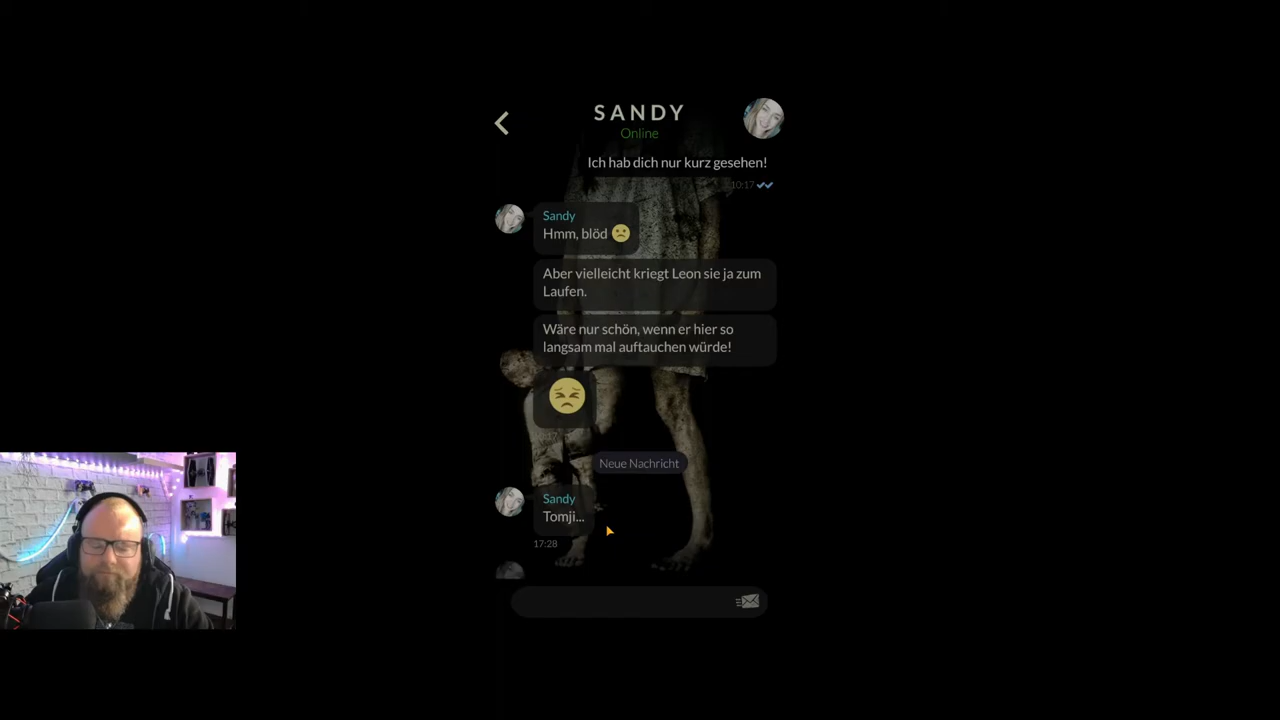 SANDY
Online
Ich hab dich nur kurz gesehen!
10:17
Sandy
Hmm, blöd
Aber vielleicht kriegt Leon sie ja zum
Laufen.
Wäre nur schön, wenn er hier so
langsam mal auftauchen würde!
Neue Nachricht
Sandy
Tomji...
17:28